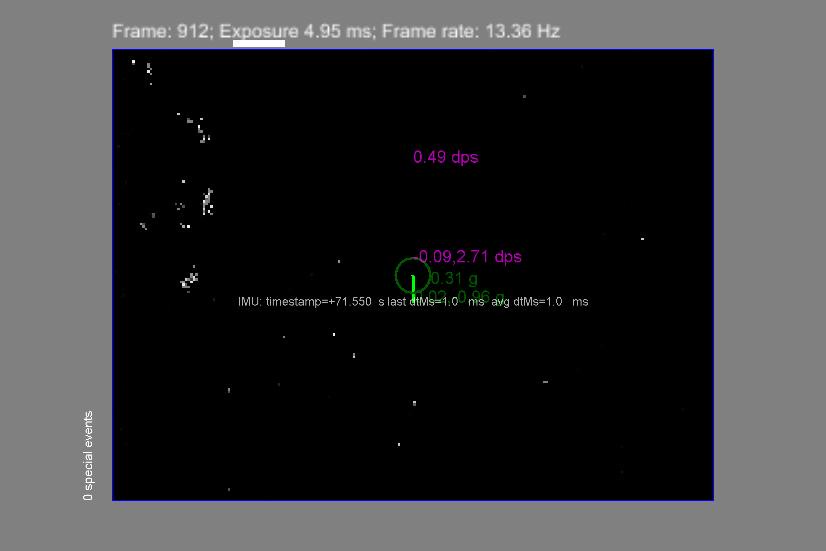 Frame: 912; Exposure 4.95 ms; Frame rate: 13.36 Hz
0.49 dps
-0.09,2.71 dps
0.31 g
IMU: timestamp=+71.550 s last dtMs=1.0 ms avg dtMs=1.0 ms
0 special events